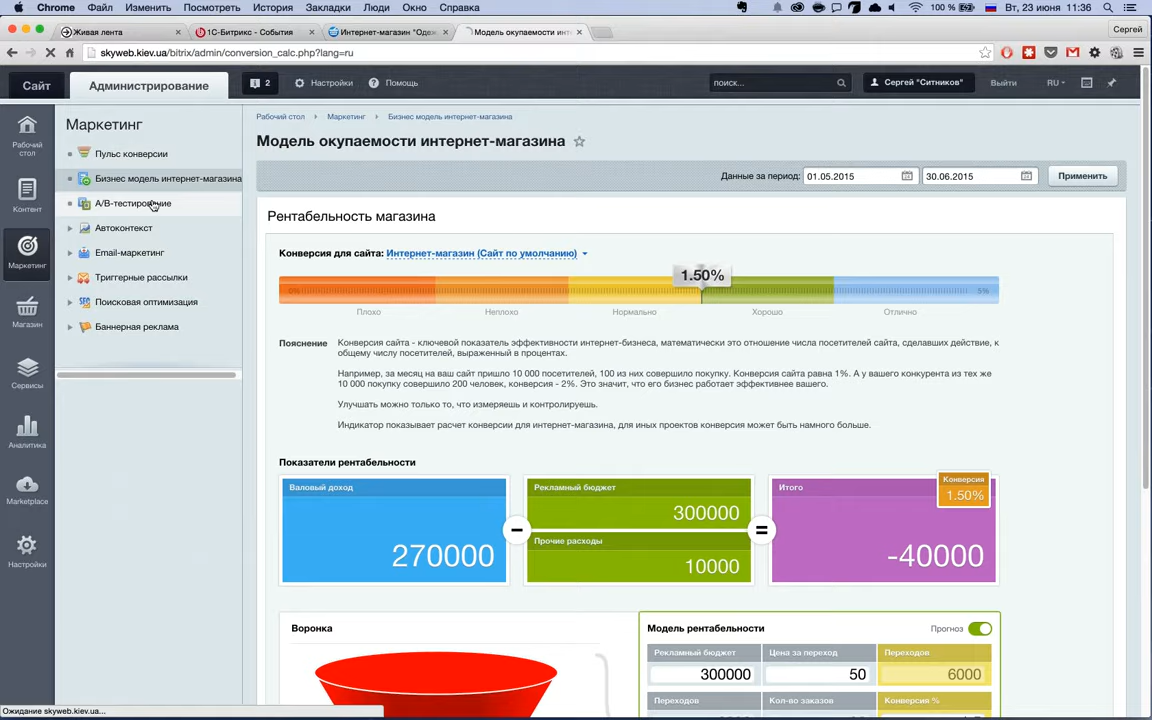 Chrome Файл Изменить Посмотреть История Закладки Люди Окно Справка 100 % Вт, 23 июня 11:36
Живая лента 1С-Битрикс - События Интернет-магазин "Одеж Модель окупаемости инте Сергей
skyweb.kiev.ua/bitrix/admin/conversion_calc.php?lang=ru
Сайт Администрирование 2 Настройки Помощь поиск... Сергей "Ситников" Выйти RU
Рабочий стол
Контент
Маркетинг
Магазин
Сервисы
Аналитика
Marketplace
Настройки
Маркетинг
Пульс конверсии
Бизнес модель интернет-магазина
A/B-тестирование
Автоконтекст
Email-маркетинг
Триггерные рассылки
Поисковая оптимизация
Баннерная реклама
Рабочий стол Маркетинг Бизнес модель интернет-магазина
Модель окупаемости интернет-магазина
Данные за период: 01.05.2015 30.06.2015 Применить
Рентабельность магазина
Конверсия для сайта: Интернет-магазин (Сайт по умолчанию)
1.50%
0% 5%
Плохо Неплохо Нормально Хорошо Отлично
Пояснение
Конверсия сайта - ключевой показатель эффективности интернет-бизнеса, математически это отношение числа посетителей сайта, сделавших действие, к
общему числу посетителей, выраженный в процентах.
Например, за месяц на ваш сайт пришло 10 000 посетителей, 100 из них совершило покупку. Конверсия сайта равна 1%. А у вашего конкурента из тех же
10 000 покупку совершило 200 человек, конверсия - 2%. Это значит, что его бизнес работает эффективнее вашего.
Улучшать можно только то, что измеряешь и контролируешь.
Индикатор показывает расчет конверсии для интернет-магазина, для иных проектов конверсия может быть намного больше.
Показатели рентабельности
Валовый доход
270000
−
Рекламный бюджет
300000
Прочие расходы
10000
=
Итого
Конверсия
1.50%
-40000
Воронка
Модель рентабельности Прогноз
Рекламный бюджет Цена за переход Переходов
300000 50 6000
Переходов Кол-во заказов Конверсия %
Ожидание skyweb.kiev.ua...